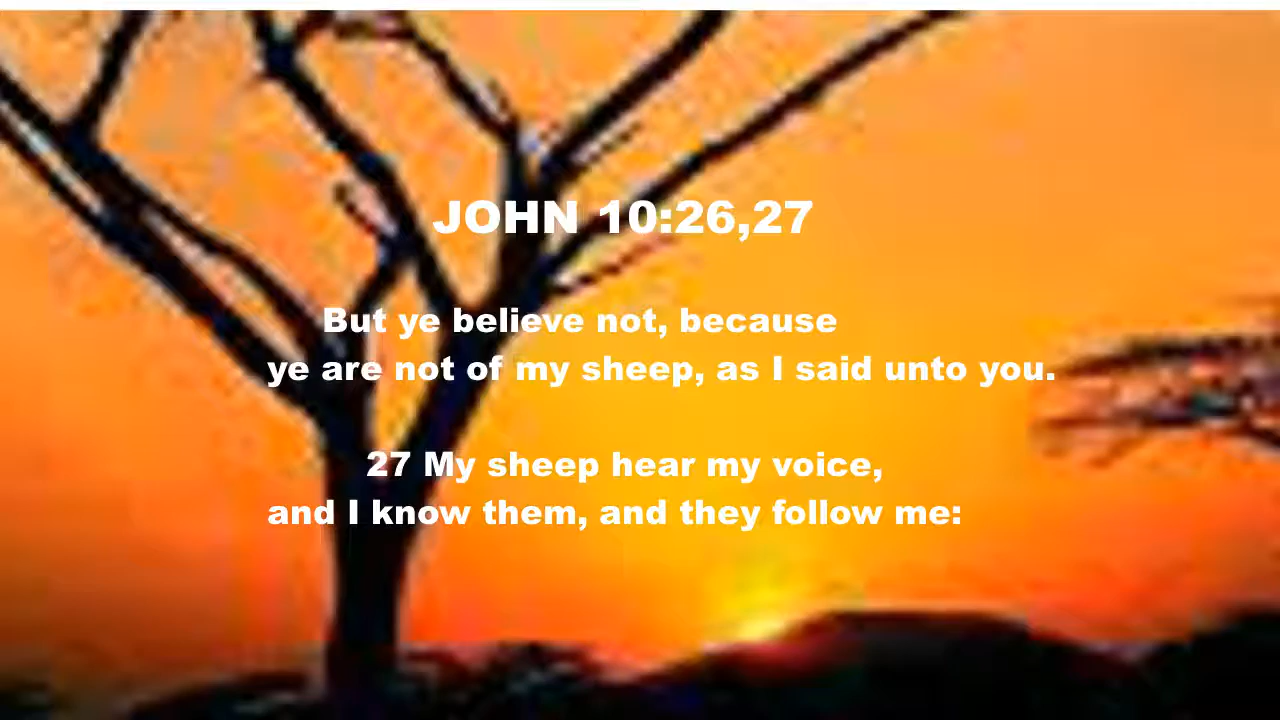 JOHN 10:26,27
But ye believe not, because
ye are not of my sheep, as I said unto you.
27 My sheep hear my voice,
and I know them, and they follow me: